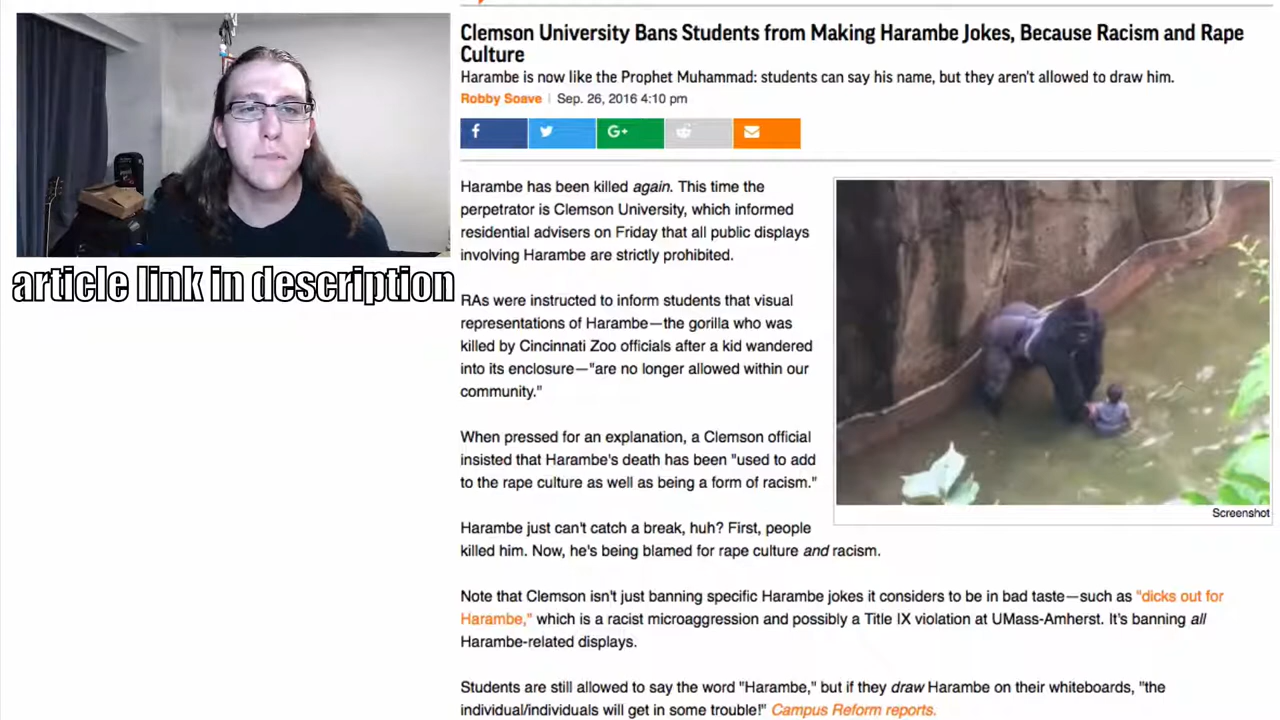 Clemson University Bans Students from Making Harambe Jokes, Because Racism and Rape
Culture
Harambe is now like the Prophet Muhammad: students can say his name, but they aren't allowed to draw him.
Robby Soave | Sep. 26, 2016 4:10 pm
G+
article link in description
Harambe has been killed again. This time the
perpetrator is Clemson University, which informed
residential advisers on Friday that all public displays
involving Harambe are strictly prohibited.
RAs were instructed to inform students that visual
representations of Harambe—the gorilla who was
killed by Cincinnati Zoo officials after a kid wandered
into its enclosure—"are no longer allowed within our
community."
When pressed for an explanation, a Clemson official
insisted that Harambe's death has been "used to add
to the rape culture as well as being a form of racism."
Screenshot
Harambe just can't catch a break, huh? First, people
killed him. Now, he's being blamed for rape culture and racism.
Note that Clemson isn't just banning specific Harambe jokes it considers to be in bad taste—such as "dicks out for
Harambe," which is a racist microaggression and possibly a Title IX violation at UMass-Amherst. It's banning all
Harambe-related displays.
Students are still allowed to say the word "Harambe," but if they draw Harambe on their whiteboards, "the
individual/individuals will get in some trouble!" Campus Reform reports.